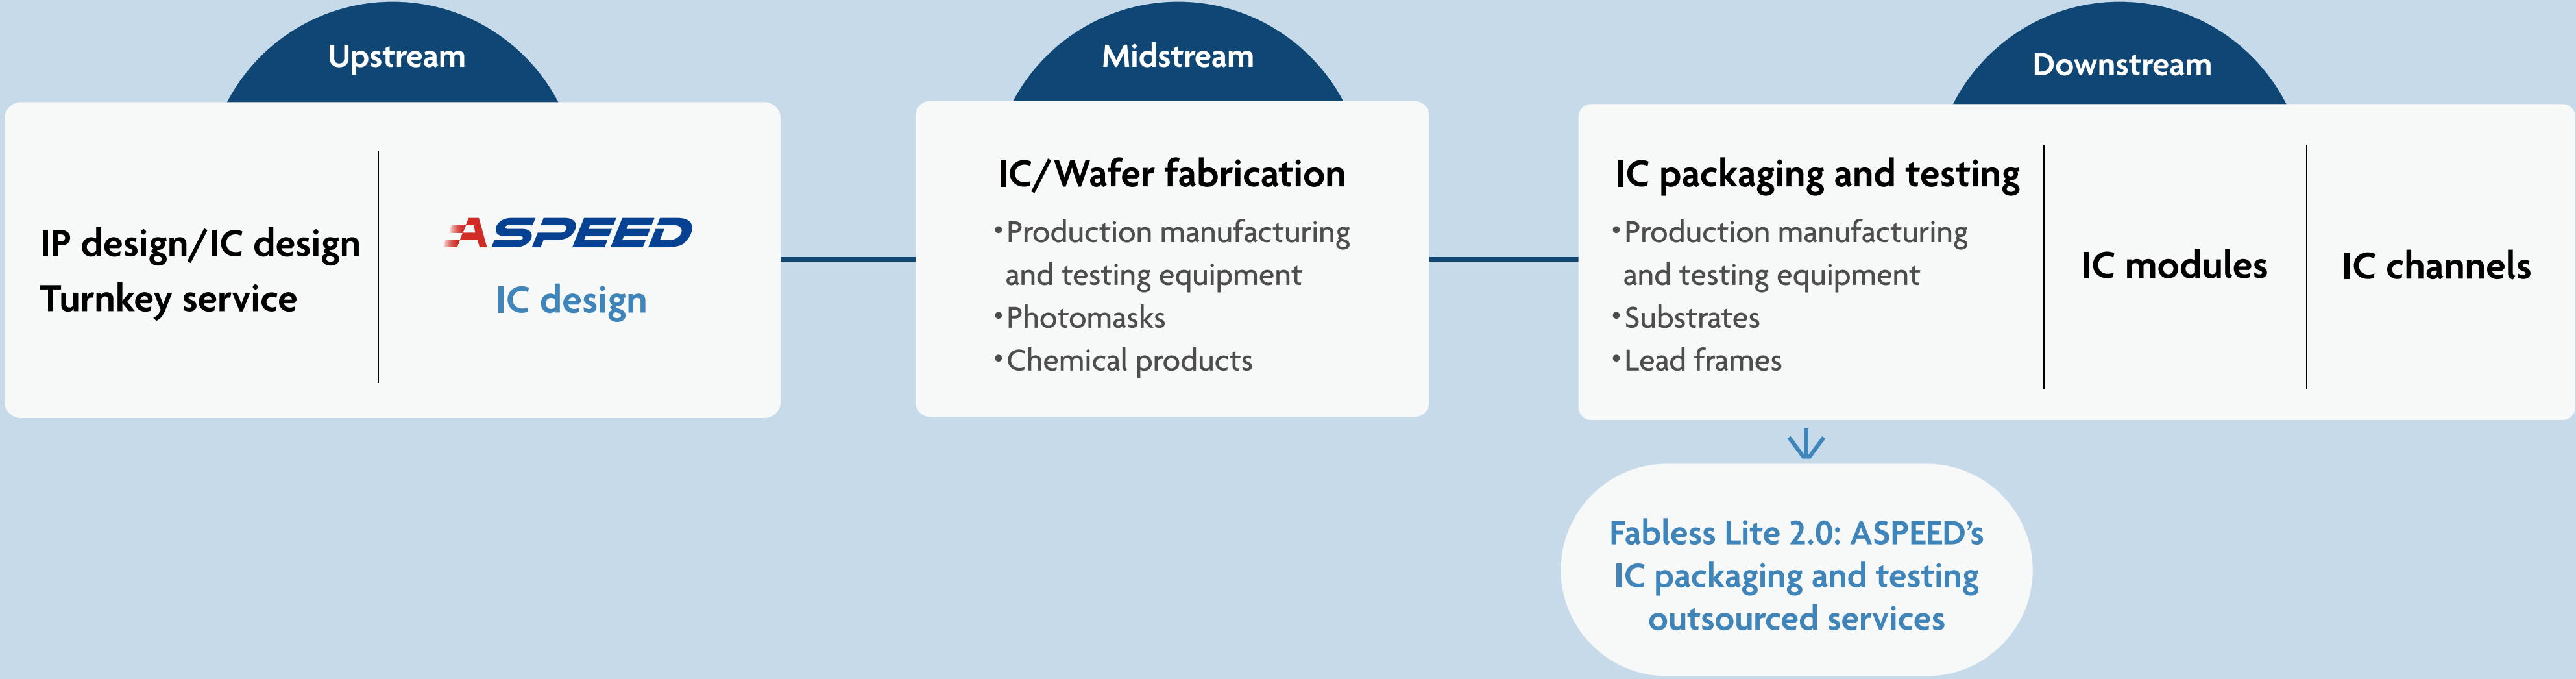 Upstream
IP design/IC design
Turnkey service
ASPEED
IC design
Midstream
IC/Wafer fabrication
•Production manufacturing
and testing equipment
•Photomasks
•Chemical products
Downstream
IC packaging and testing
•Production manufacturing
and testing equipment
•Substrates
•Lead frames
IC modules
IC channels
Fabless Lite 2.0: ASPEED’s
IC packaging and testing
outsourced services